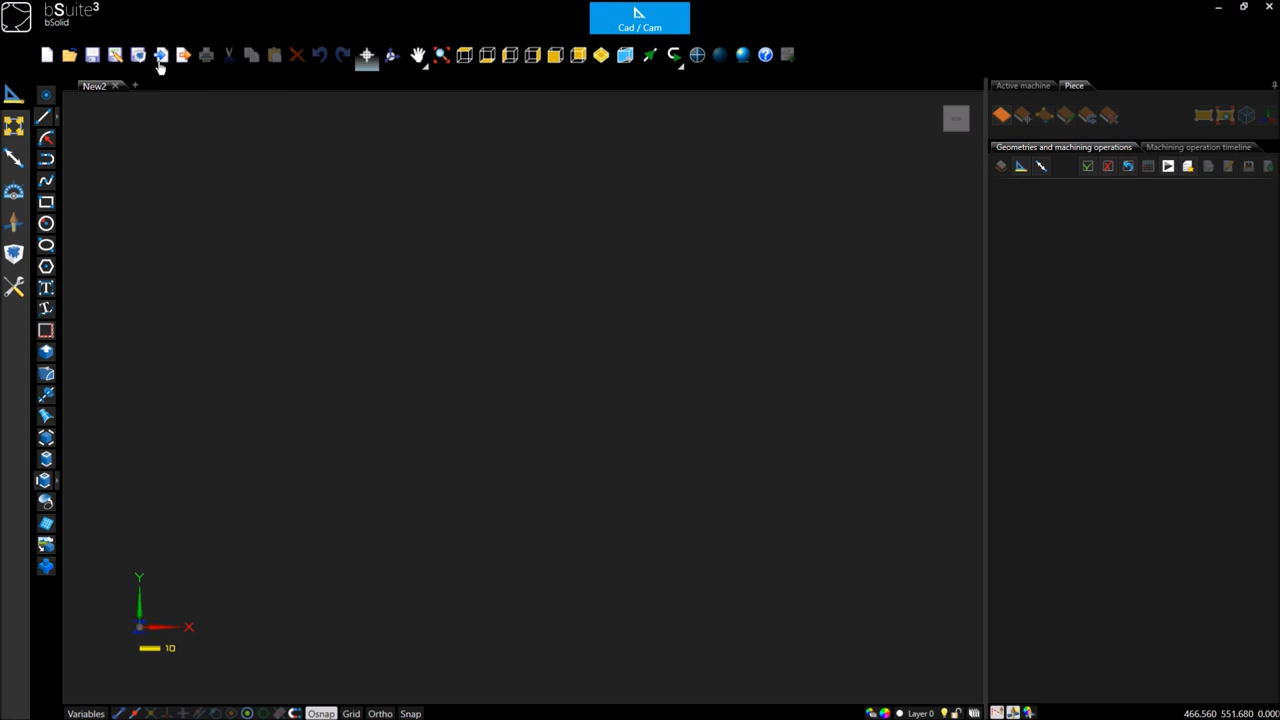 bSuite3
bSolid
Cad / Cam
New2
Active machine
Piece
Geometries and machining operations
Machining operation timeline
Y
X
10
Variables
Osnap
Grid
Ortho
Snap
Layer 0
466.560 551.680 0.000